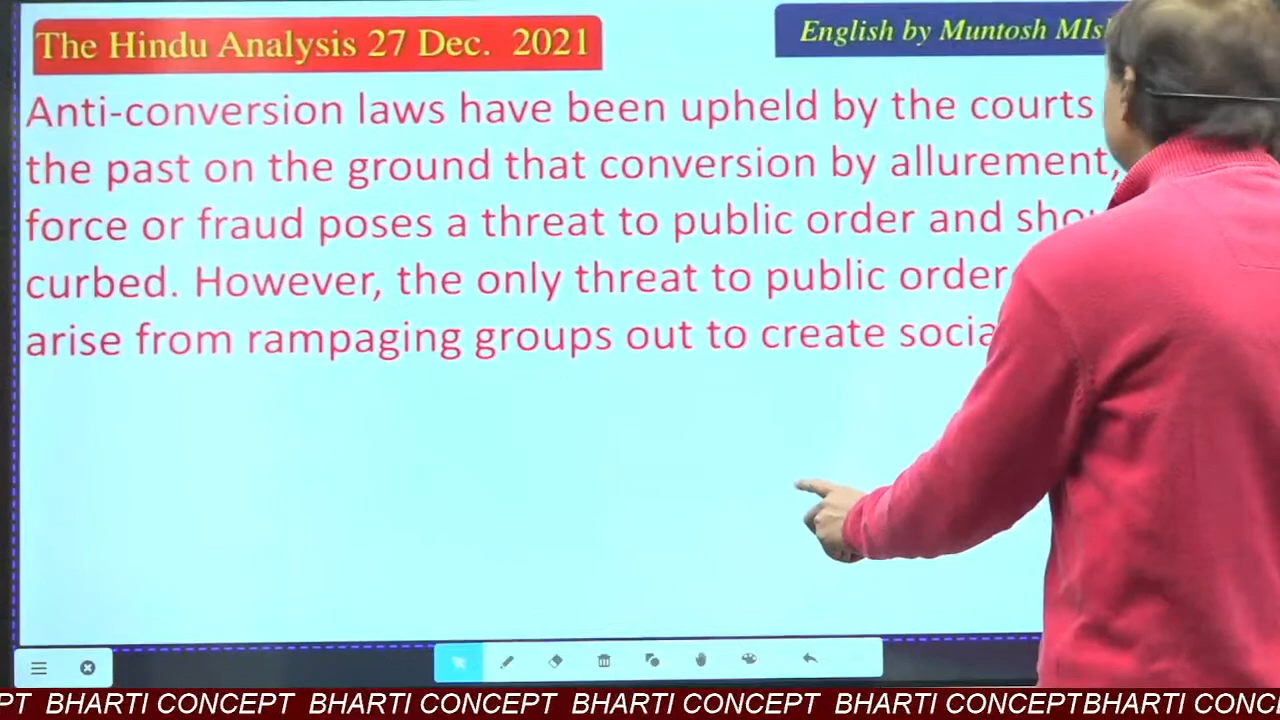 The Hindu Analysis 27 Dec. 2021
English by Muntosh
Anti-conversion laws have been upheld by the courts
the past on the ground that conversion by allurement,
force or fraud poses a threat to public order and
curbed. However, the only threat to public order
arise from rampaging groups out to create
BHARTI CONCEPT BHARTI CONCEPT BHARTI CONCEPT BHARTI CONCEPTBHARTI